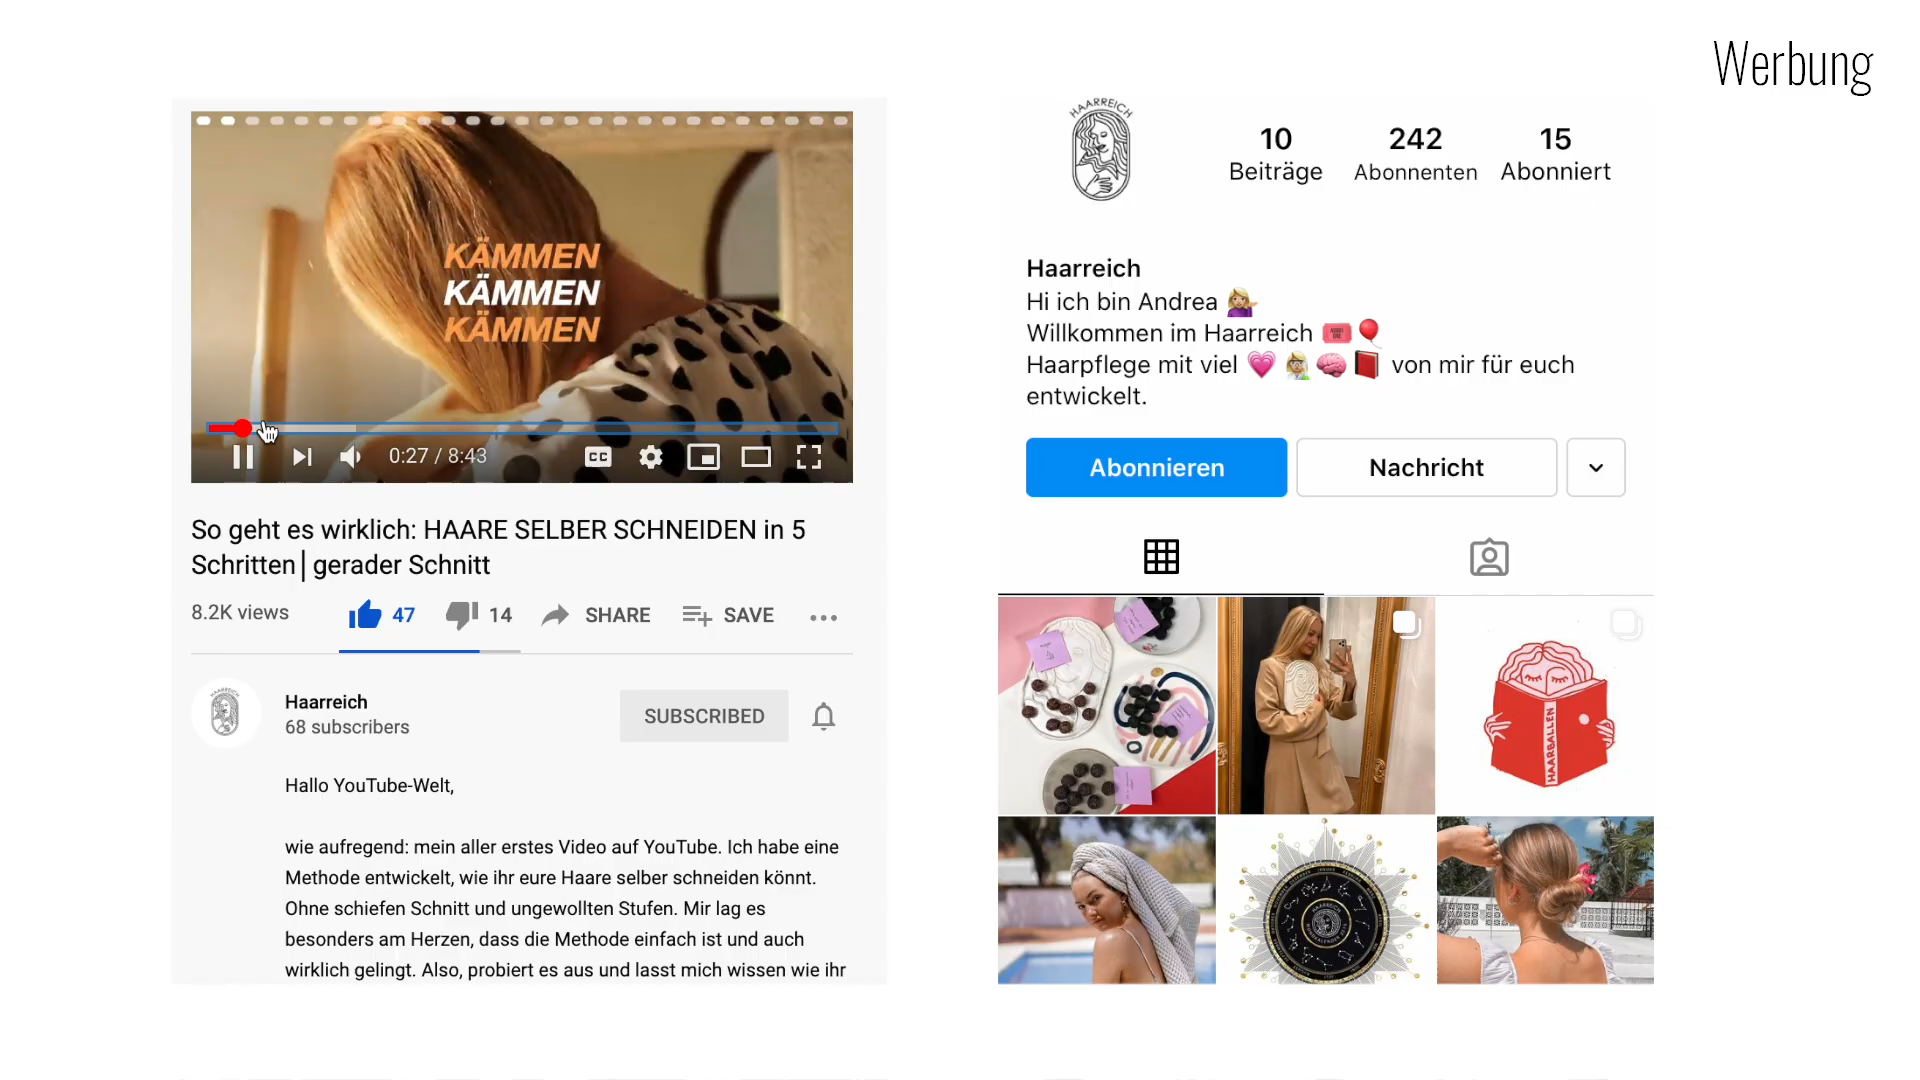 Werbung
KÄMMEN
KÄMMEN
KÄMMEN
0:27 / 8:43
CC
So geht es wirklich: HAARE SELBER SCHNEIDEN in 5
Schritten│gerader Schnitt
8.2K views
47
14
SHARE
SAVE
HAARREICH
Haarreich
68 subscribers
SUBSCRIBED
Hallo YouTube-Welt,
wie aufregend: mein aller erstes Video auf YouTube. Ich habe eine
Methode entwickelt, wie ihr eure Haare selber schneiden könnt.
Ohne schiefen Schnitt und ungewollten Stufen. Mir lag es
besonders am Herzen, dass die Methode einfach ist und auch
wirklich gelingt. Also, probiert es aus und lasst mich wissen wie ihr
HAARREICH
10 242 15
Beiträge Abonnenten Abonniert
Haarreich
Hi ich bin Andrea
Willkommen im Haarreich
Haarpflege mit viel von mir für euch
entwickelt.
Abonnieren
Nachricht
HAARBALLEN
HAARREICH